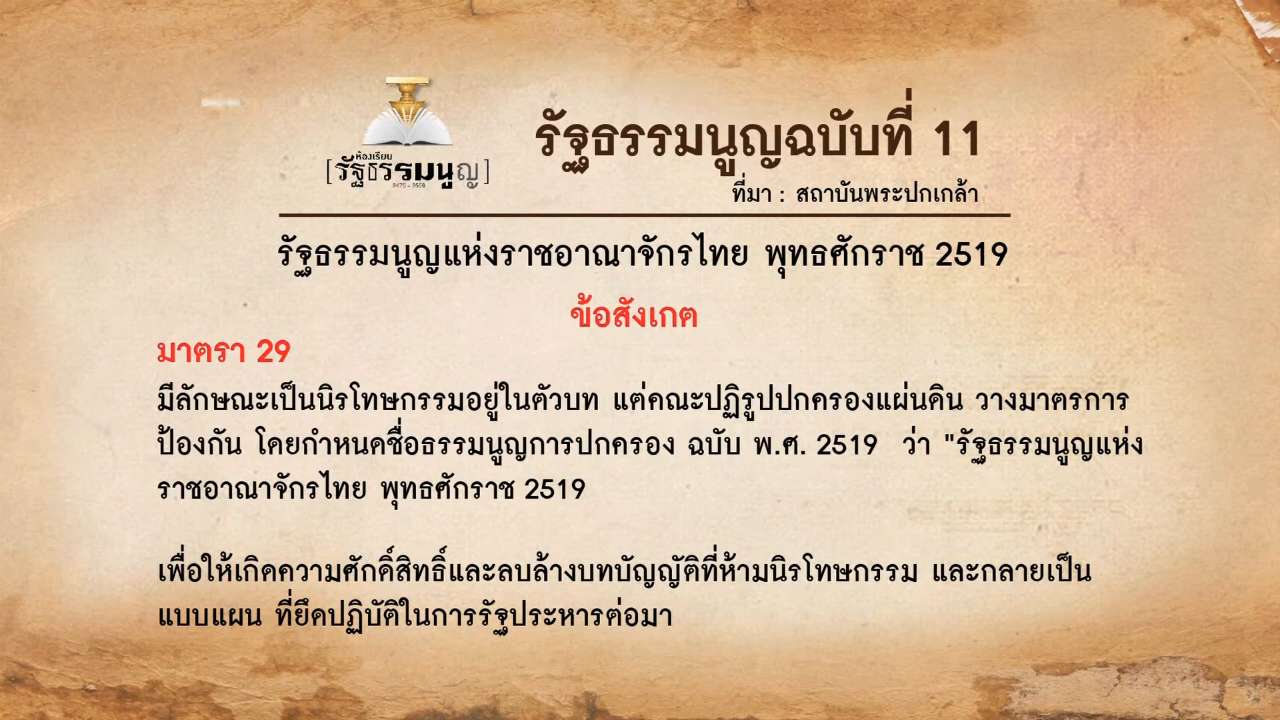 ห้องเรียน
[รัฐธรรมนูญ]
2475 - 2560
รัฐธรรมนูญฉบับที่ 11
ที่มา : สถาบันพระปกเกล้า
รัฐธรรมนูญแห่งราชอาณาจักรไทย พุทธศักราช 2519
ข้อสังเกต
มาตรา 29
มีลักษณะเป็นนิรโทษกรรมอยู่ในตัวบท แต่คณะปฏิรูปปกครองแผ่นดิน วางมาตรการ
ป้องกัน โดยกำหนดชื่อธรรมนูญการปกครอง ฉบับ พ.ศ. 2519 ว่า "รัฐธรรมนูญแห่ง
ราชอาณาจักรไทย พุทธศักราช 2519
เพื่อให้เกิดความศักดิ์สิทธิ์และลบล้างบทบัญญัติที่ห้ามนิรโทษกรรม และกลายเป็น
แบบแผน ที่ยึดปฏิบัติในการรัฐประหารต่อมา